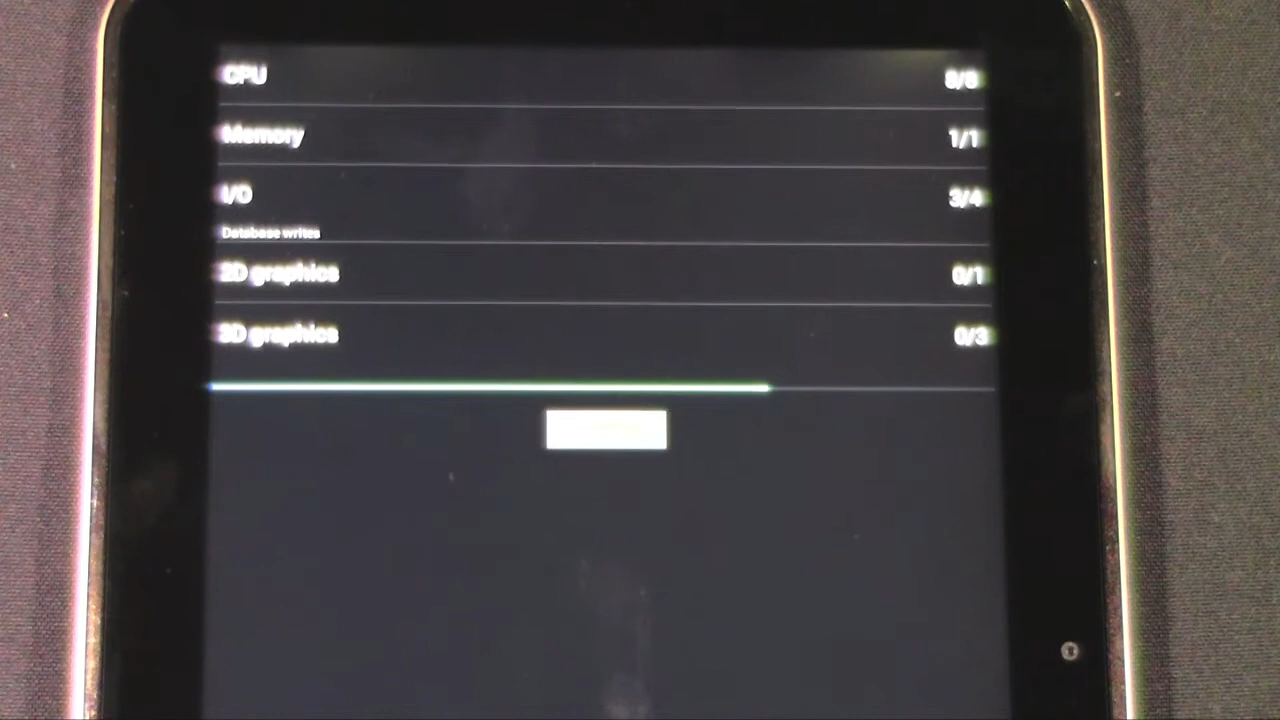 CPU 8/8
Memory 1/1
I/O 3/4
Database writes
2D graphics 0/1
3D graphics 0/3